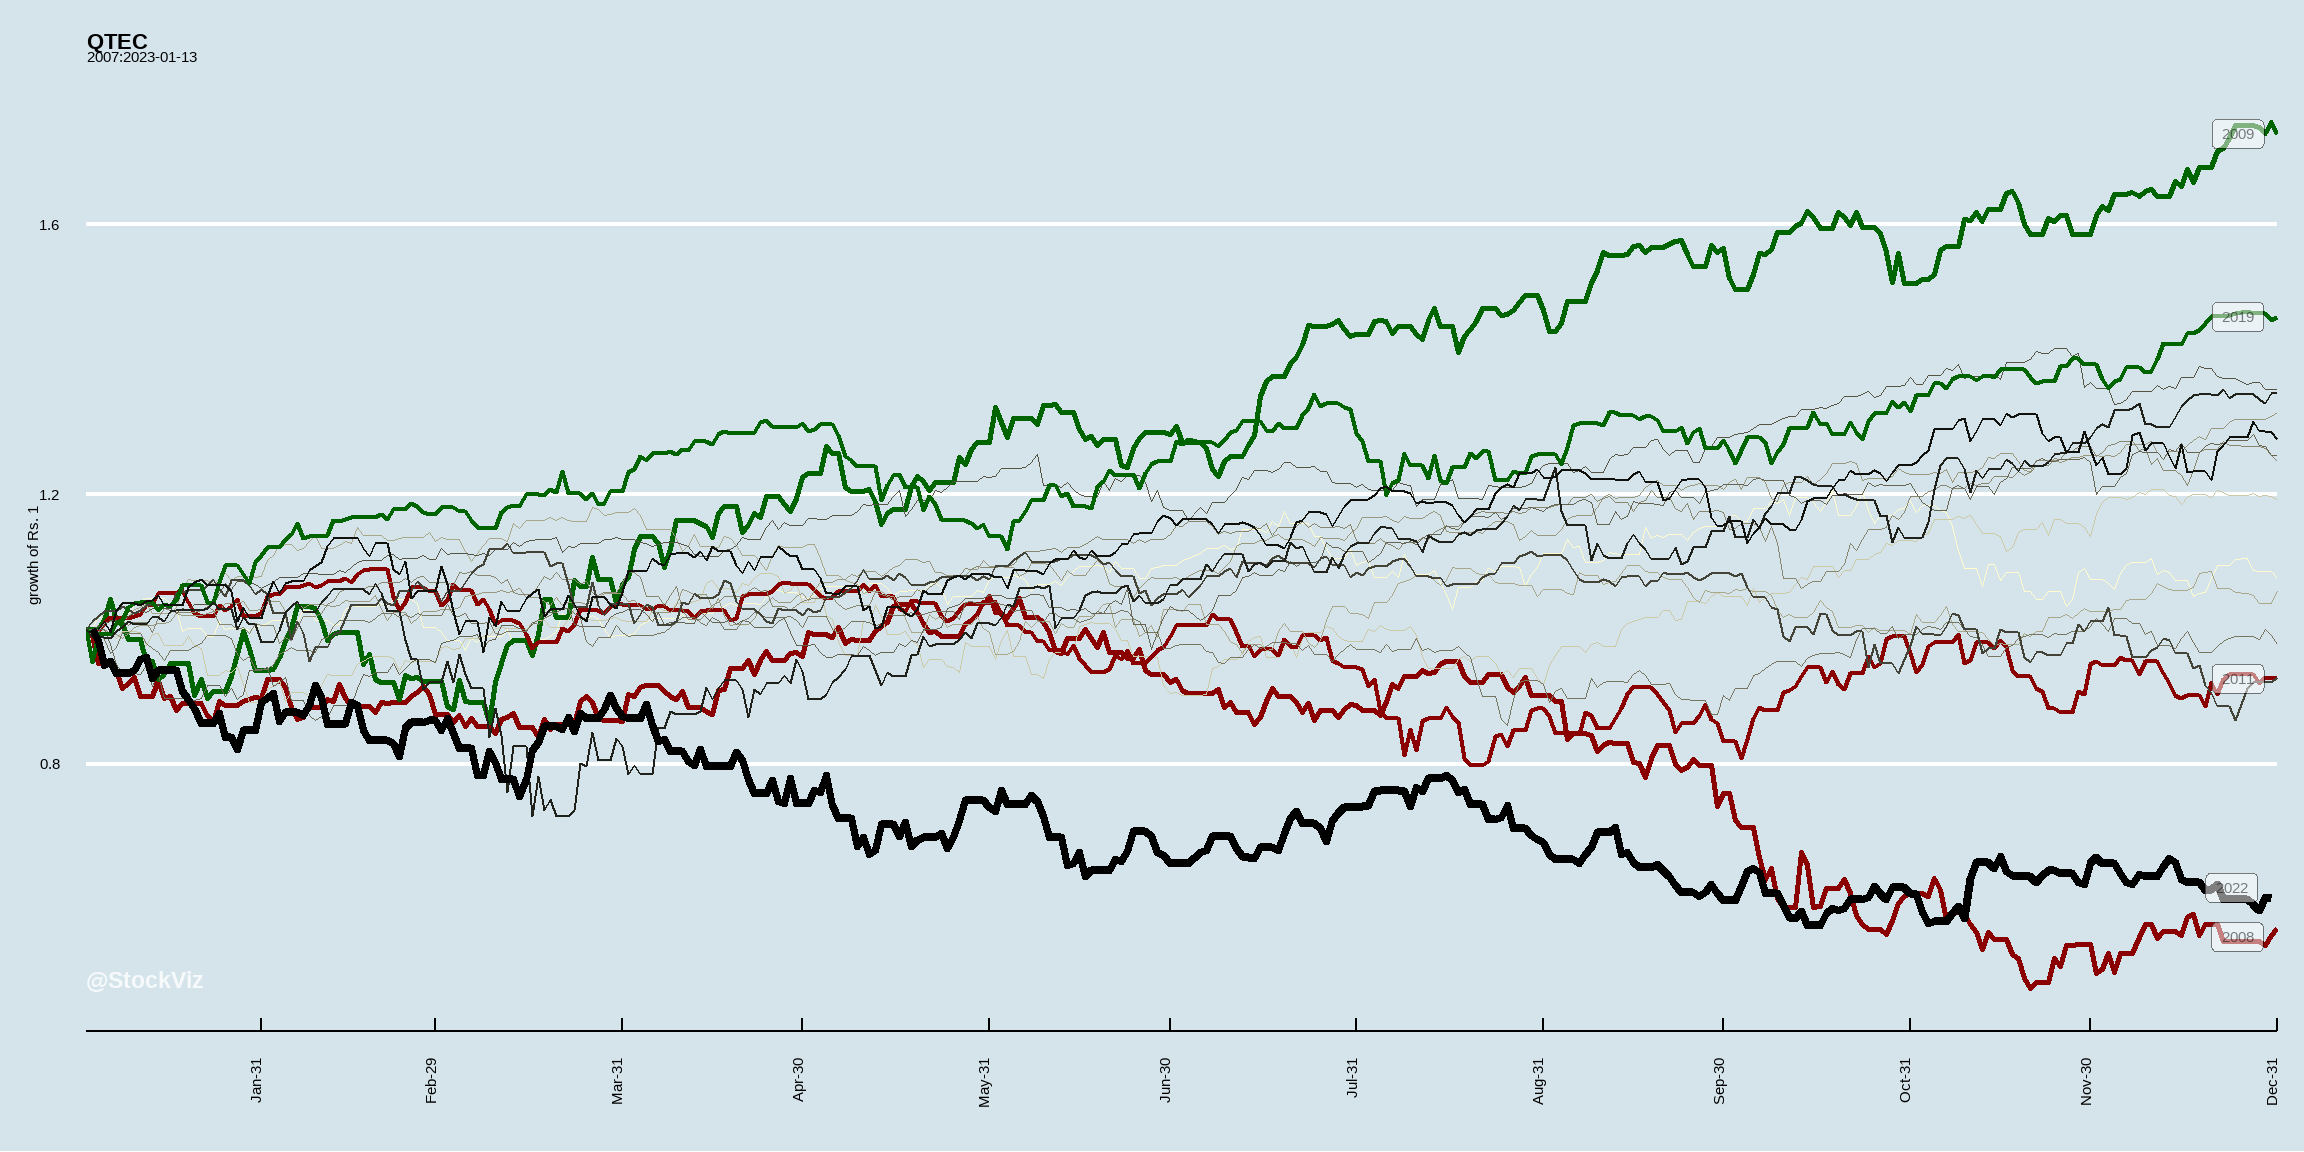 QTEC
2007:2023-01-13
growth of Rs. 1
1.6
1.2
0.8
2009
2019
2011
2022
2008
@StockViz
Jan-31
Feb-29
Mar-31
Apr-30
May-31
Jun-30
Jul-31
Aug-31
Sep-30
Oct-31
Nov-30
Dec-31